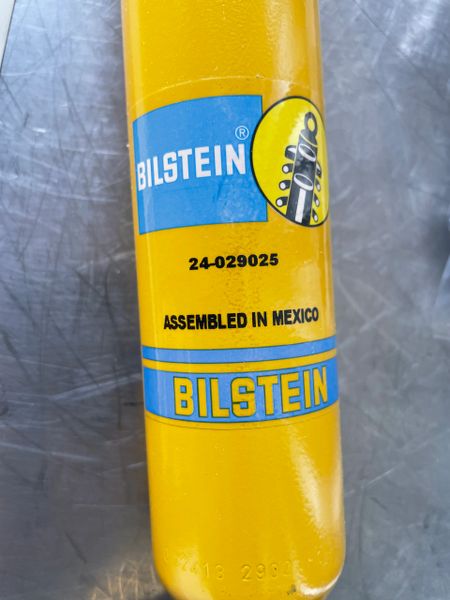 BILSTEIN®
24-029025
ASSEMBLED IN MEXICO
BILSTEIN